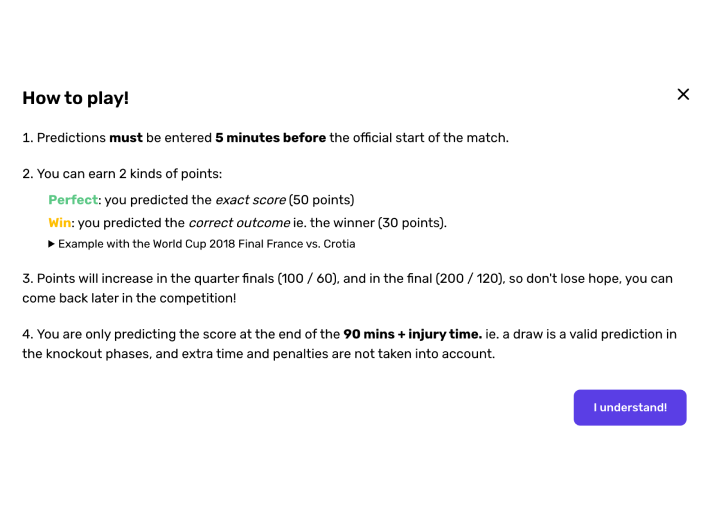 How to play!
1. Predictions must be entered 5 minutes before the official start of the match.
2. You can earn 2 kinds of points:
Perfect: you predicted the exact score (50 points)
Win: you predicted the correct outcome ie. the winner (30 points).
▶ Example with the World Cup 2018 Final France vs. Crotia
3. Points will increase in the quarter finals (100 / 60), and in the final (200 / 120), so don't lose hope, you can
come back later in the competition!
4. You are only predicting the score at the end of the 90 mins + injury time. ie. a draw is a valid prediction in
the knockout phases, and extra time and penalties are not taken into account.
I understand!